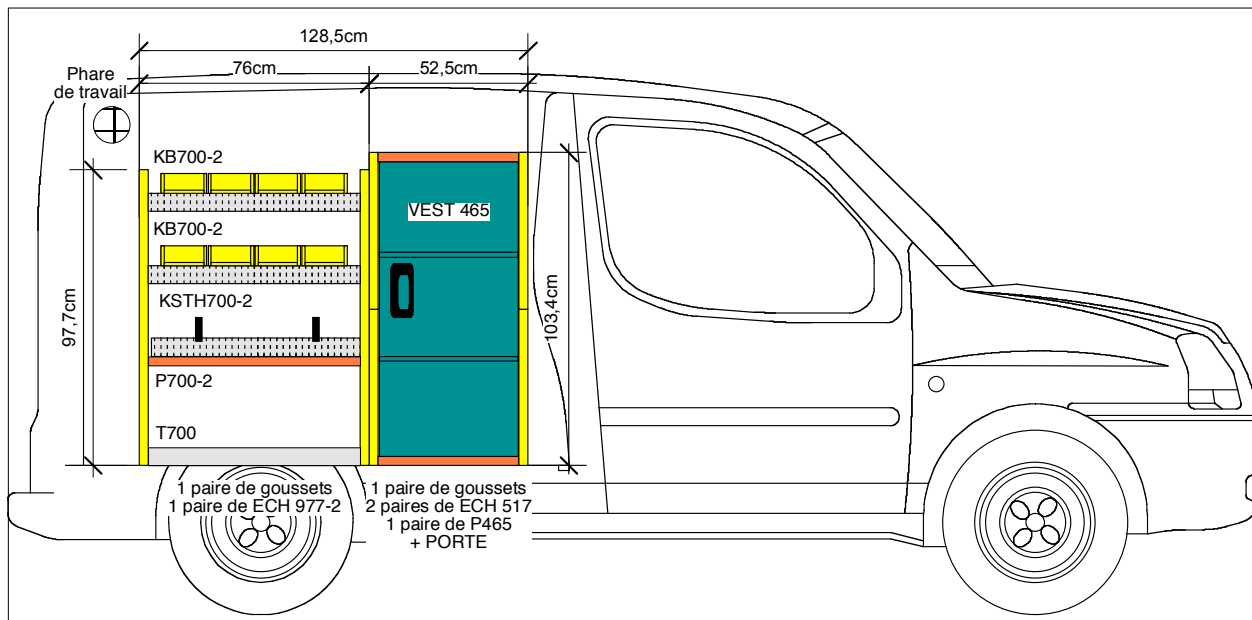 128,5cm
76cm
52,5cm
Phare
de travail
KB700-2
VEST 465
KB700-2
KSTH700-2
97,7cm
103,4cm
P700-2
T700
1 paire de goussets
1 paire de ECH 977-2
1 paire de goussets
2 paires de ECH 517
1 paire de P465
+ PORTE